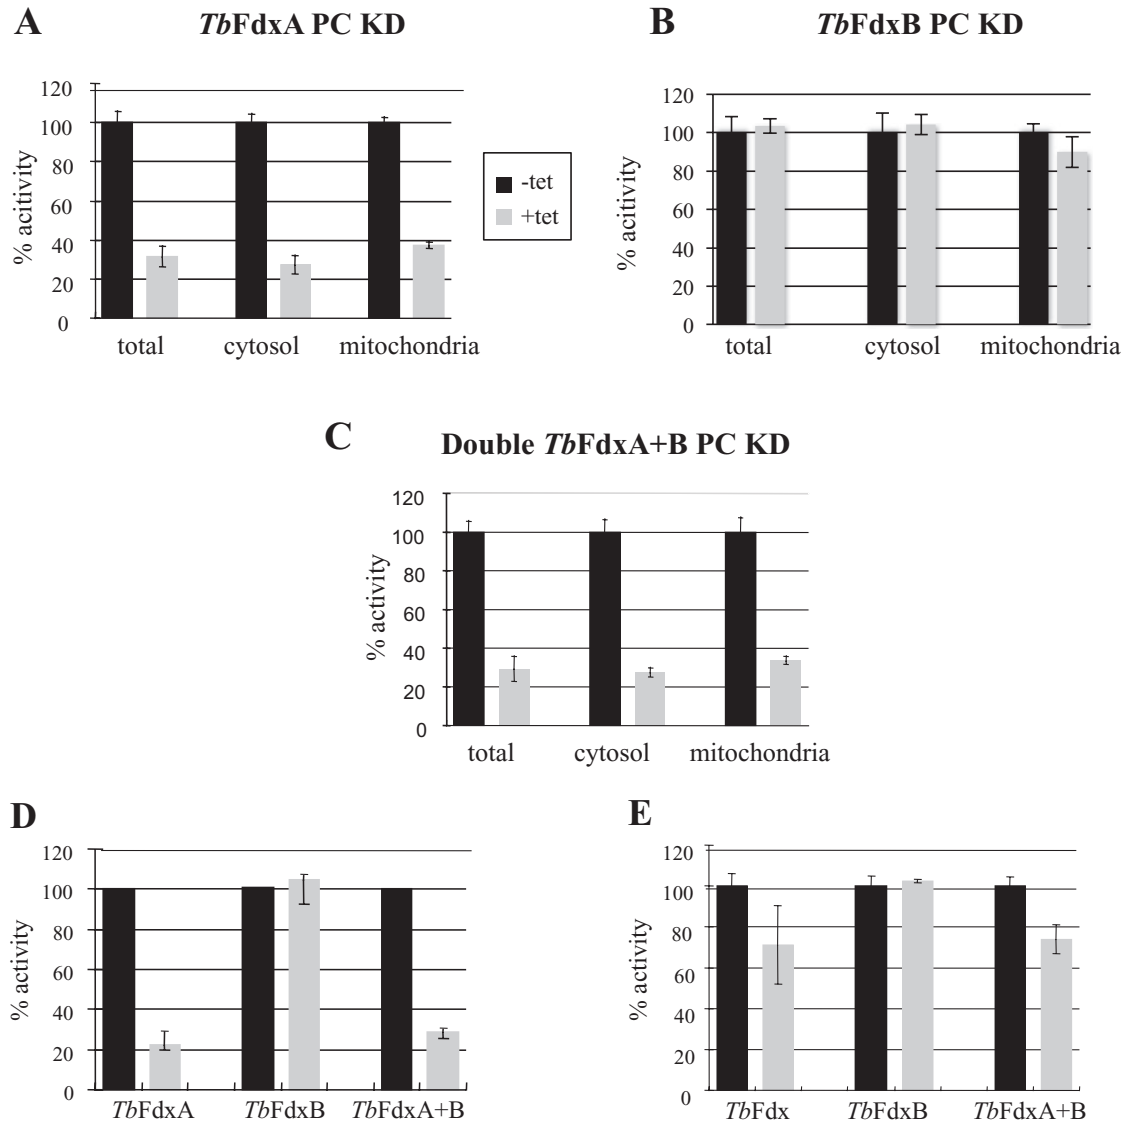 A
TbFdxA PC KD
120
100
80
60
40
20
0
% acitivity
total
cytosol
mitochondria
-tet
+tet
B
TbFdxB PC KD
120
100
80
60
40
20
0
% acitivity
total
cytosol
mitochondria
C
Double TbFdxA+B PC KD
120
100
80
60
40
20
0
% activity
total
cytosol
mitochondria
D
120
100
80
60
40
20
0
% activity
TbFdxA
TbFdxB
TbFdxA+B
E
120
100
80
60
40
20
0
% activity
TbFdx
TbFdxB
TbFdxA+B